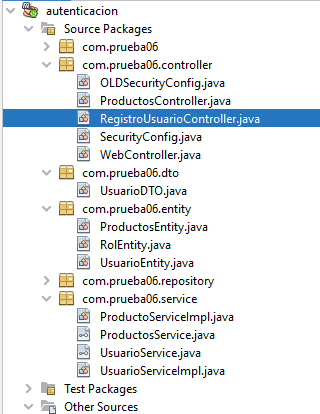 autenticacion
Source Packages
com.prueba06
com.prueba06.controller
OLDSecurityConfig.java
ProductosController.java
RegistroUsuarioController.java
SecurityConfig.java
WebController.java
com.prueba06.dto
UsuarioDTO.java
com.prueba06.entity
ProductosEntity.java
RolEntity.java
UsuarioEntity.java
com.prueba06.repository
com.prueba06.service
ProductoServiceImpl.java
ProductosService.java
UsuarioService.java
UsuarioServiceImpl.java
Test Packages
Other Sources